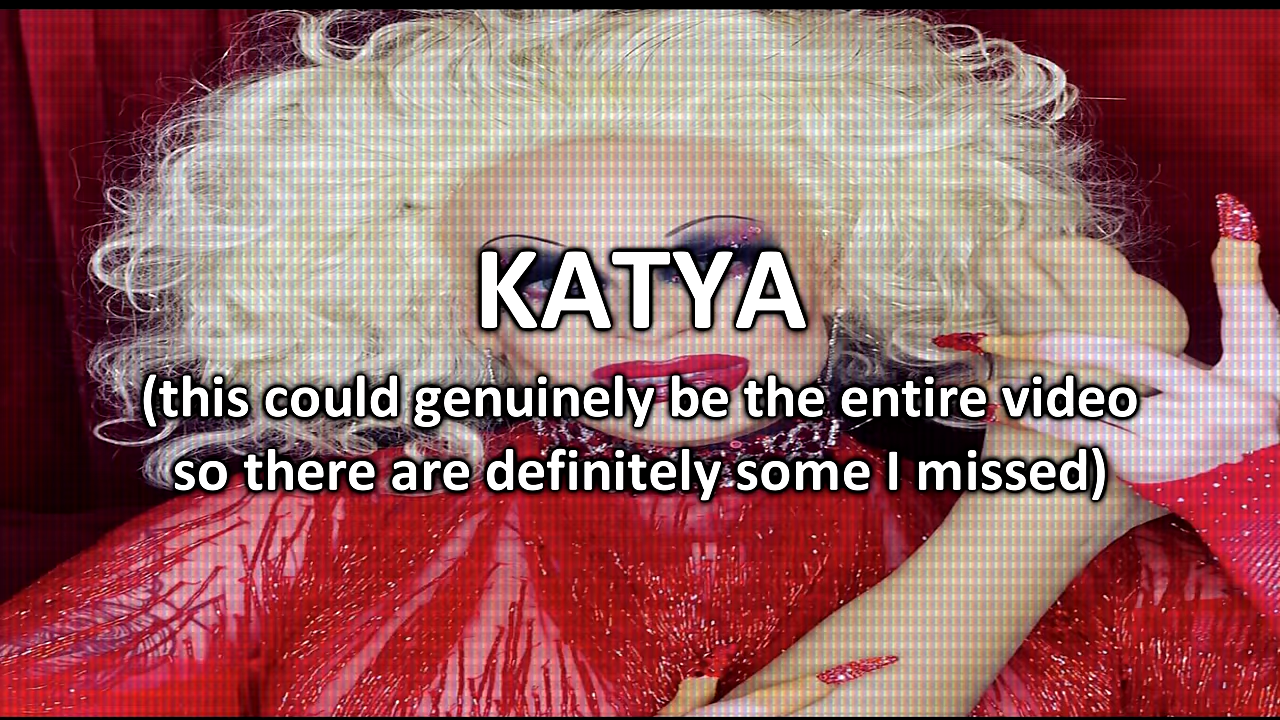 KATYA
(this could genuinely be the entire video
so there are definitely some I missed)